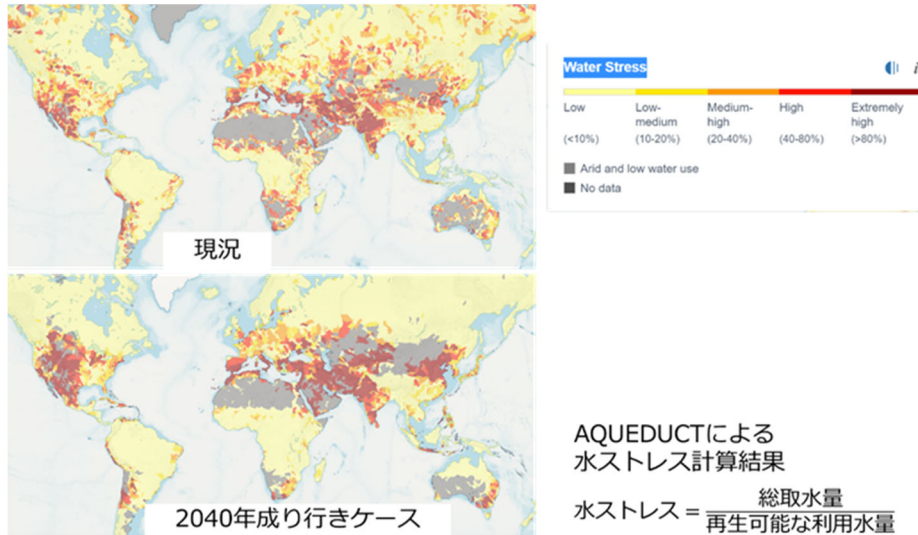 Water Stress
Low
Low-medium
Medium-high
High
Extremely high
(<10%)
(10-20%)
(20-40%)
(40-80%)
(>80%)
Arid and low water use
No data
現況
2040年成り行きケース
AQUEDUCTによる
水ストレス計算結果
水ストレス = 総取水量
再生可能な利用水量